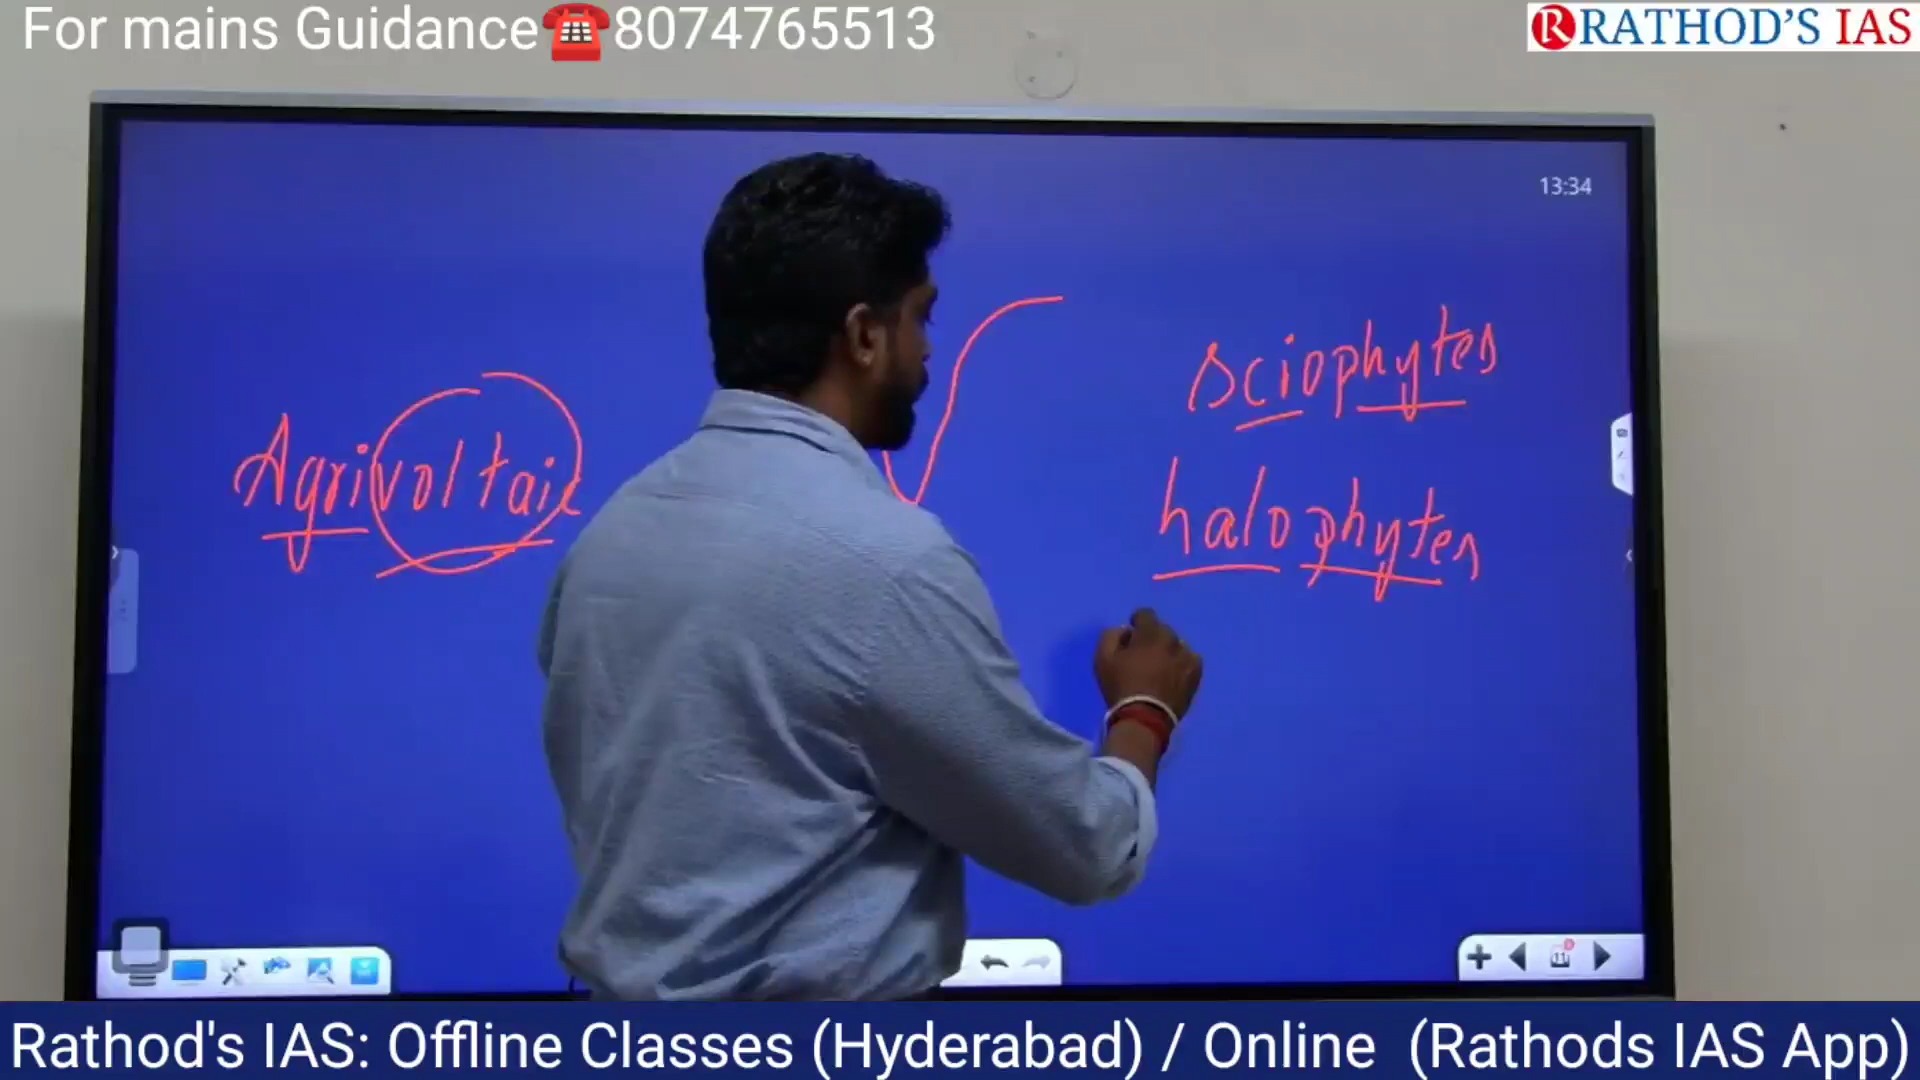 For mains Guidance☎️8074765513
RATHOD'S IAS
13:34
Agrivoltaic
sciophytes
halophytes
11
Rathod's IAS: Offline Classes (Hyderabad) / Online (Rathods IAS App)